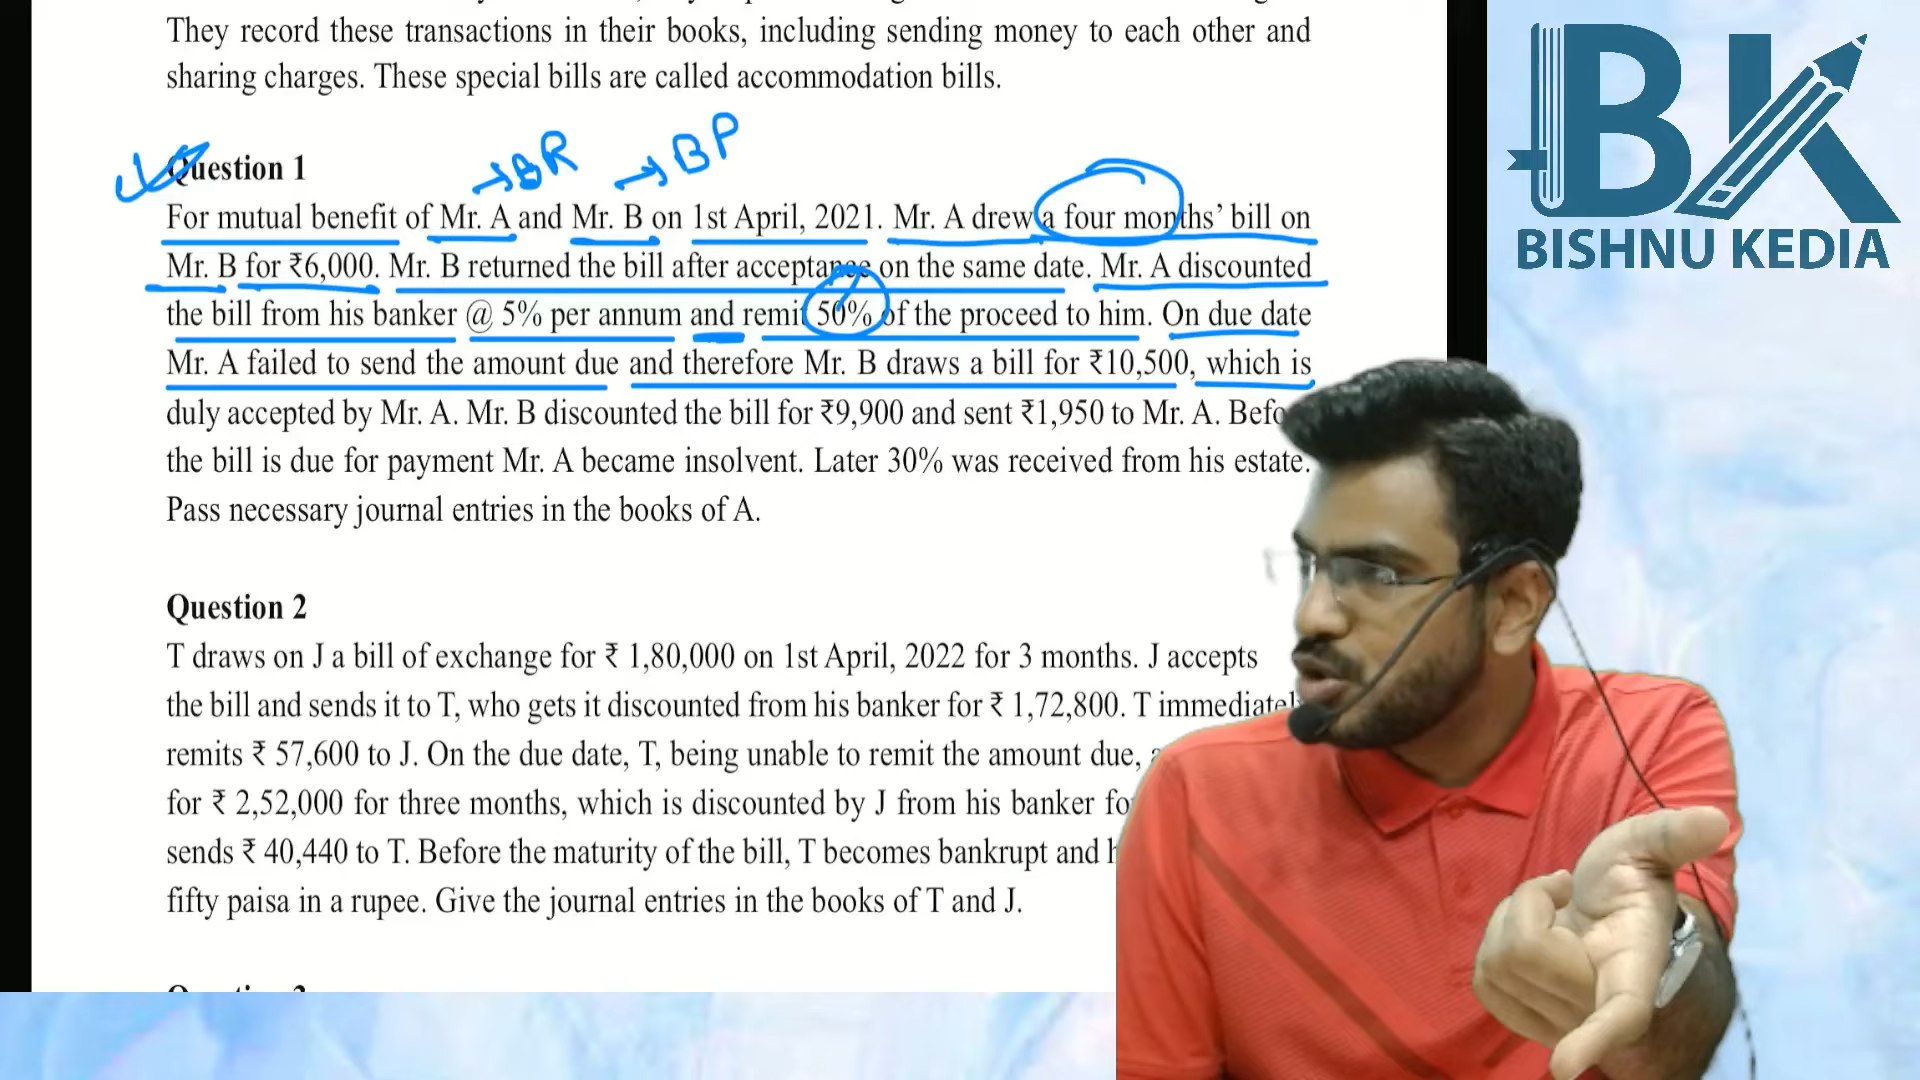 They record these transactions in their books, including sending money to each other and
sharing charges. These special bills are called accommodation bills.
→BR →BP
Question 1
For mutual benefit of Mr. A and Mr. B on 1st April, 2021. Mr. A drew a four months’ bill on
Mr. B for ₹6,000. Mr. B returned the bill after acceptance on the same date. Mr. A discounted
the bill from his banker @ 5% per annum and remit 50% of the proceed to him. On due date
Mr. A failed to send the amount due and therefore Mr. B draws a bill for ₹10,500, which is
duly accepted by Mr. A. Mr. B discounted the bill for ₹9,900 and sent ₹1,950 to Mr. A.
the bill is due for payment Mr. A became insolvent. Later 30% was received from his estate.
Pass necessary journal entries in the books of A.
Question 2
T draws on J a bill of exchange for ₹ 1,80,000 on 1st April, 2022 for 3 months. J accepts
the bill and sends it to T, who gets it discounted from his banker for ₹ 1,72,800. T
remits ₹ 57,600 to J. On the due date, T, being unable to remit the amount due,
for ₹ 2,52,000 for three months, which is discounted by J from his banker
sends ₹ 40,440 to T. Before the maturity of the bill, T becomes bankrupt and
fifty paisa in a rupee. Give the journal entries in the books of T and J.
BK
BISHNU KEDIA